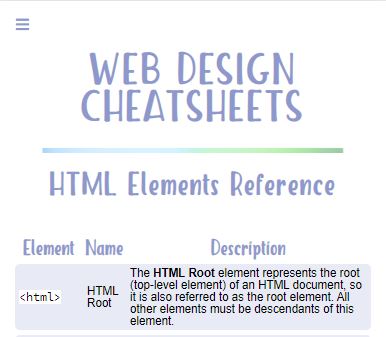 WEB DESIGN
CHEATSHEETS
HTML Elements Reference
Element Name Description
<html>
HTML
Root
The HTML Root element represents the root
(top-level element) of an HTML document, so
it is also referred to as the root element. All
other elements must be descendants of this
element.